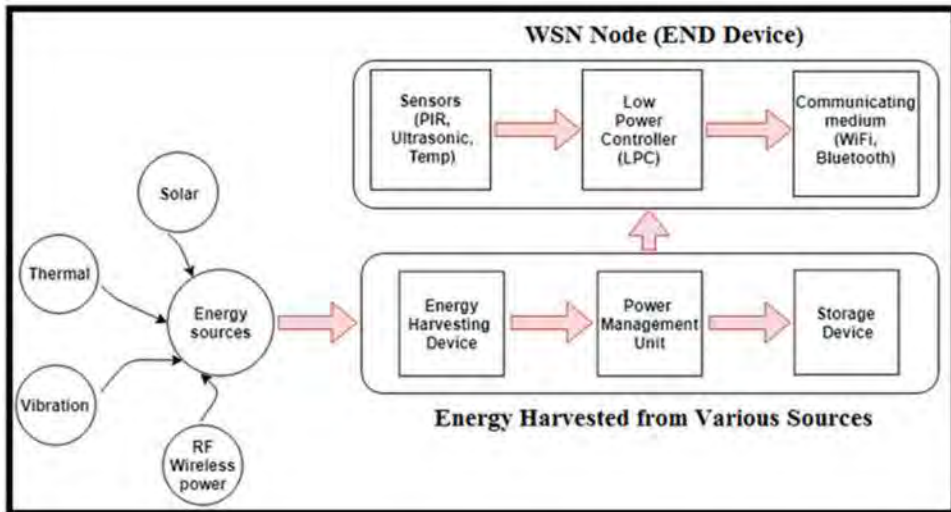 WSN Node (END Device)
Sensors
(PIR,
Ultrasonic,
Temp)
Low
Power
Controller
(LPC)
Communicating
medium
(WiFi,
Bluetooth)
Solar
Thermal
Energy
sources
Vibration
RF
Wireless
power
Energy
Harvesting
Device
Power
Management
Unit
Storage
Device
Energy Harvested from Various Sources